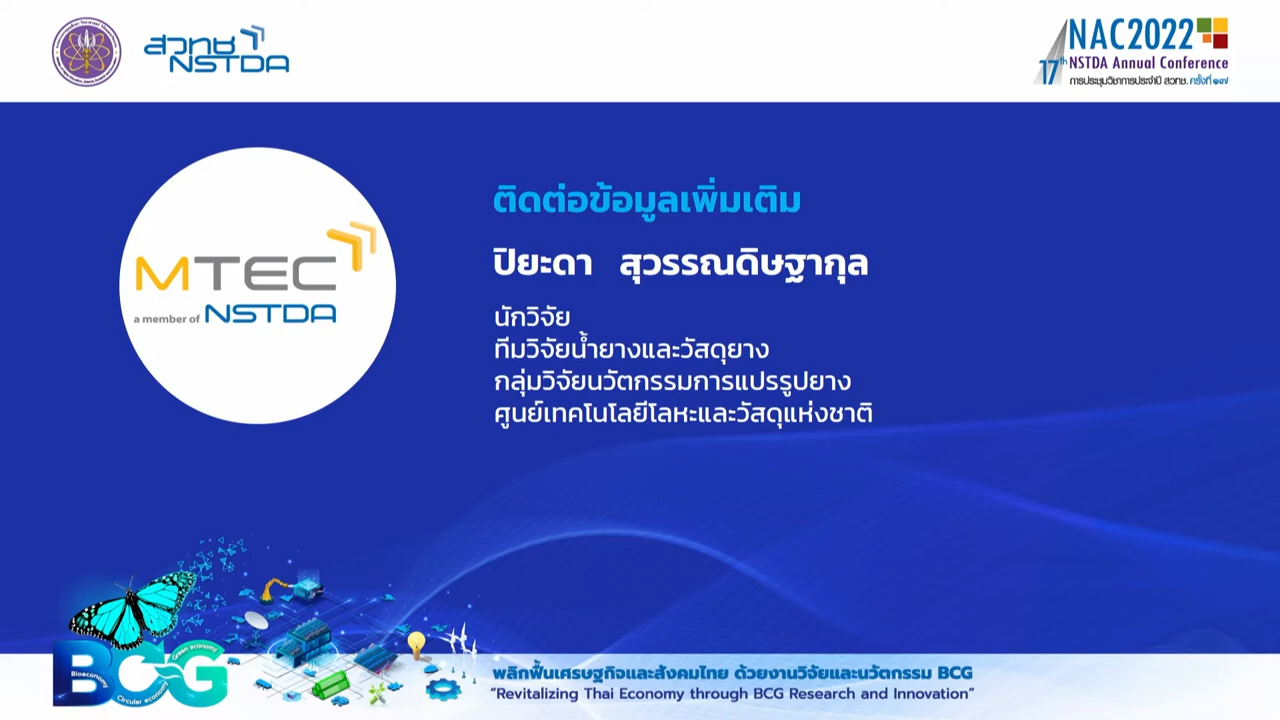 สวทช
NSTDA
17th
NAC2022
NSTDA Annual Conference
การประชุมวิชาการประจำปี สวทช. ครั้งที่ ๑๗
MTEC
a member of NSTDA
ติดต่อข้อมูลเพิ่มเติม
ปิยะดา สุวรรณดิษฐากุล
นักวิจัย
ทีมวิจัยน้ำยางและวัสดุยาง
กลุ่มวิจัยนวัตกรรมการแปรรูปยาง
ศูนย์เทคโนโลยีโลหะและวัสดุแห่งชาติ
BCG
Bioeconomy
Circular economy
Green economy
พลิกฟื้นเศรษฐกิจและสังคมไทย ด้วยงานวิจัยและนวัตกรรม BCG
“Revitalizing Thai Economy through BCG Research and Innovation”